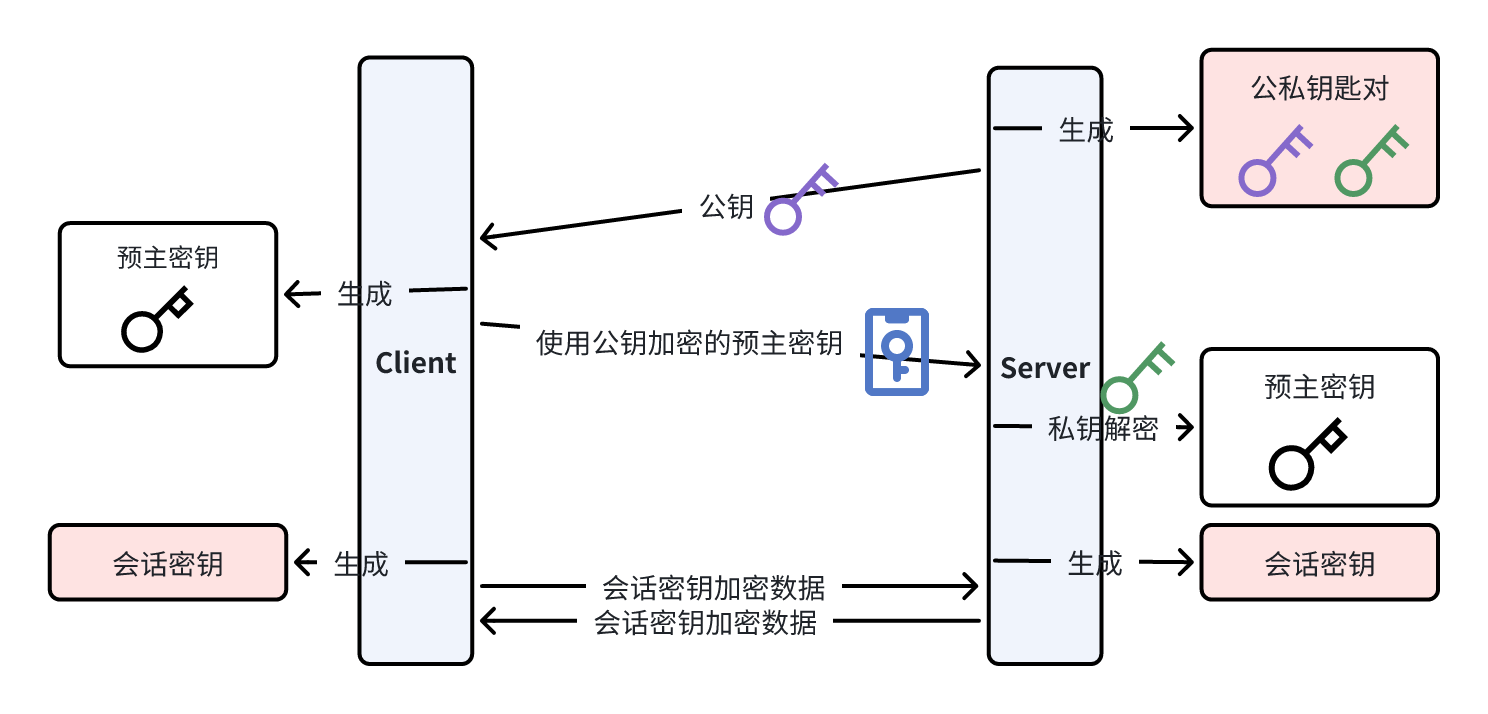 公私钥匙对
生成
公钥
预主密钥
生成
使用公钥加密的预主密钥
Client
Server
预主密钥
私钥解密
会话密钥
生成
生成
会话密钥
会话密钥加密数据
会话密钥加密数据